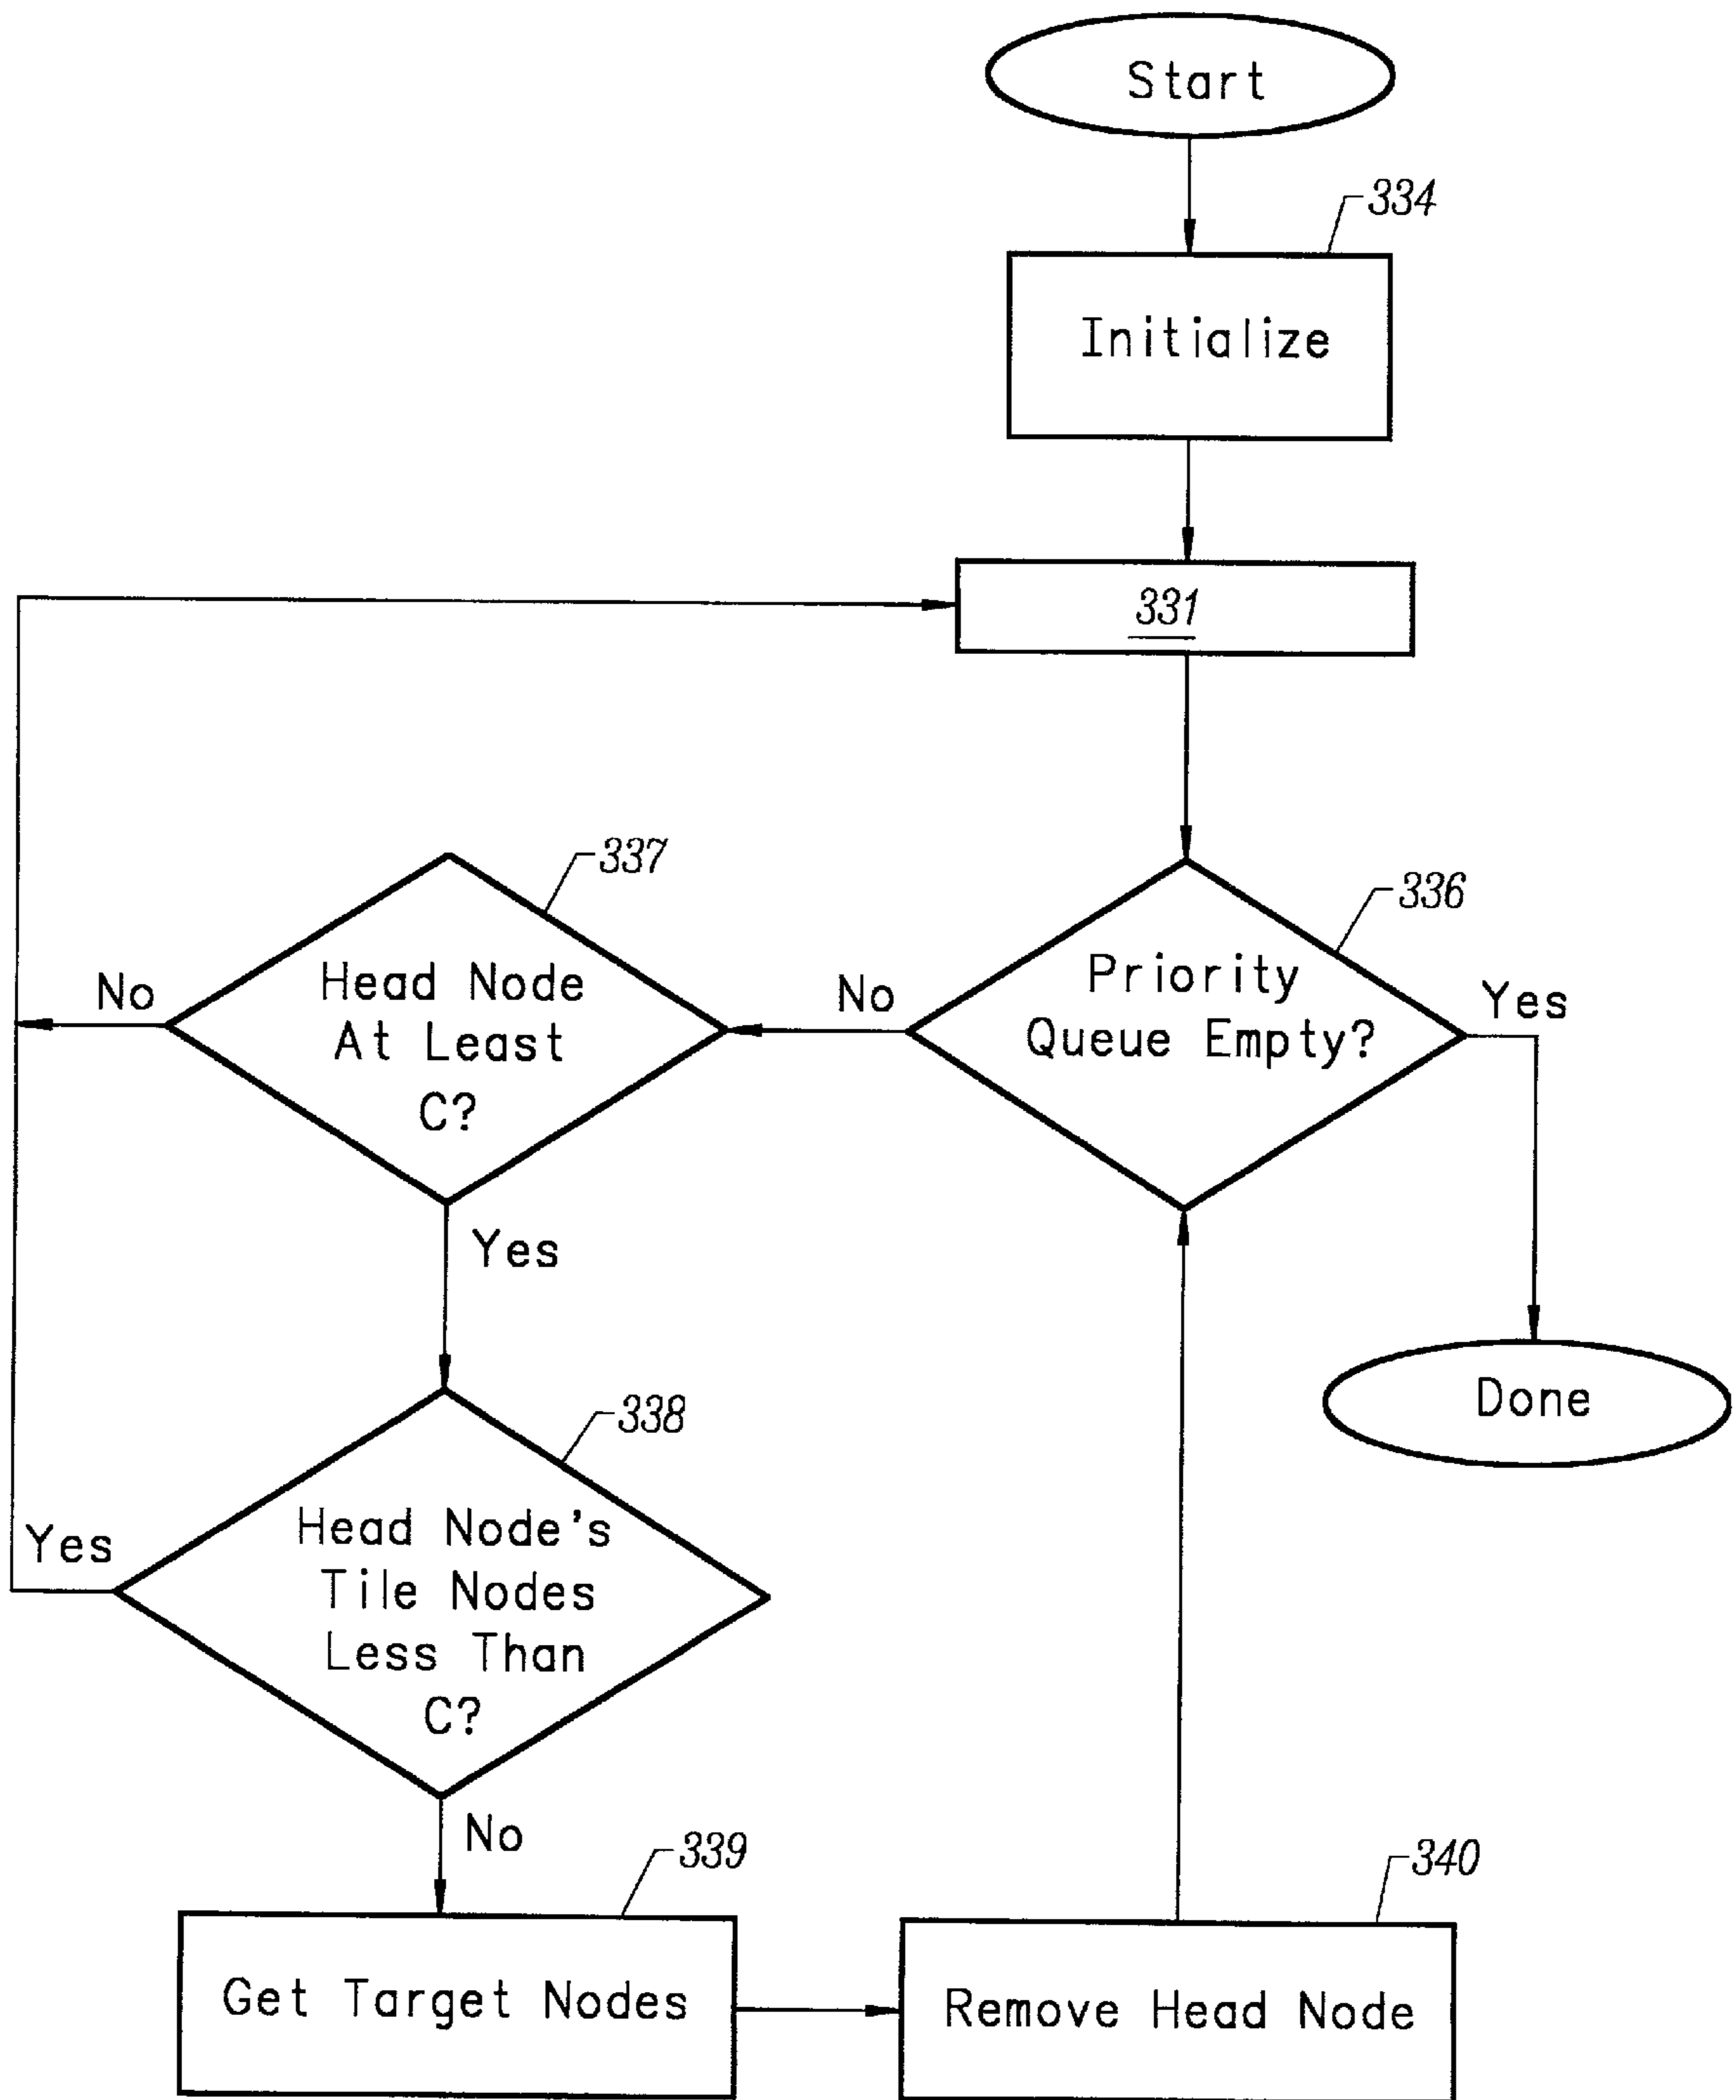 Start
334
Initialize
331
337
336
Head Node
At Least
C?
No
No
Priority
Queue Empty?
Yes
Yes
338
Done
Head Node's
Tile Nodes
Less Than
C?
Yes
No
339
340
Get Target Nodes
Remove Head Node